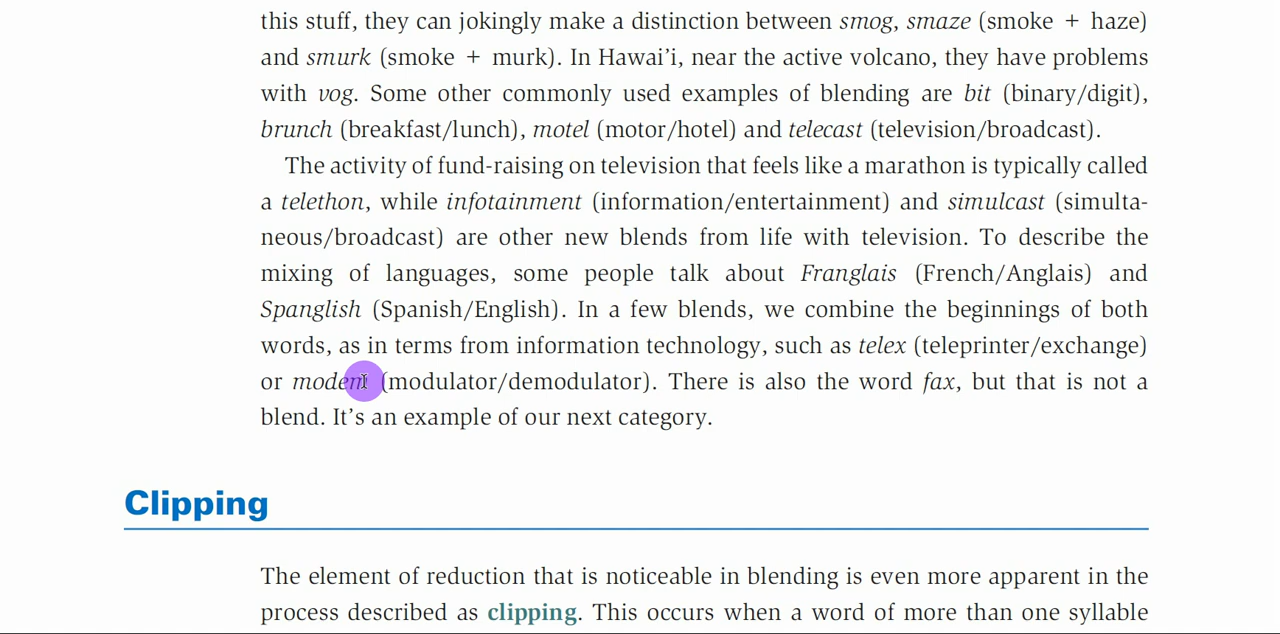 this stuff, they can jokingly make a distinction between smog, smaze (smoke + haze)
and smurk (smoke + murk). In Hawai’i, near the active volcano, they have problems
with vog. Some other commonly used examples of blending are bit (binary/digit),
brunch (breakfast/lunch), motel (motor/hotel) and telecast (television/broadcast).
The activity of fund-raising on television that feels like a marathon is typically called
a telethon, while infotainment (information/entertainment) and simulcast (simulta-
neous/broadcast) are other new blends from life with television. To describe the
mixing of languages, some people talk about Franglais (French/Anglais) and
Spanglish (Spanish/English). In a few blends, we combine the beginnings of both
words, as in terms from information technology, such as telex (teleprinter/exchange)
or modem (modulator/demodulator). There is also the word fax, but that is not a
blend. It’s an example of our next category.
Clipping
The element of reduction that is noticeable in blending is even more apparent in the
process described as clipping. This occurs when a word of more than one syllable